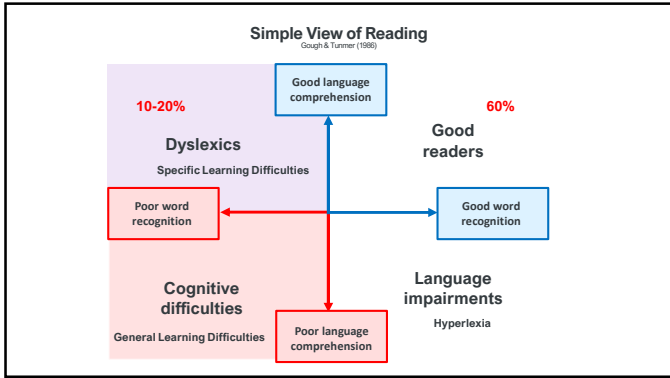 Simple View of Reading
Gough & Tunmer (1986)
Good language
comprehension
10-20%
60%
Dyslexics
Specific Learning Difficulties
Good
readers
Poor word
recognition
Good word
recognition
Cognitive
difficulties
General Learning Difficulties
Language
impairments
Hyperlexia
Poor language
comprehension